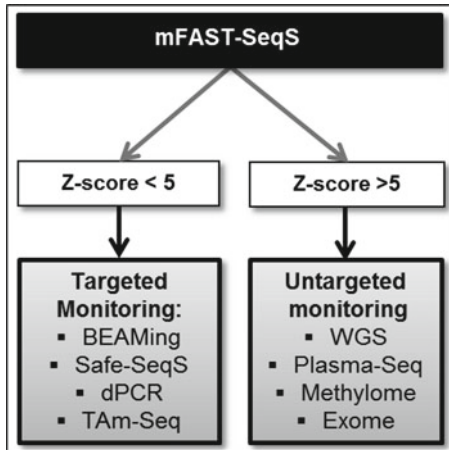 mFAST-SeqS
Z-score < 5
Z-score >5
Targeted
Monitoring:
▪ BEAMing
▪ Safe-SeqS
▪ dPCR
▪ TAm-Seq
Untargeted
monitoring
▪ WGS
▪ Plasma-Seq
▪ Methylome
▪ Exome